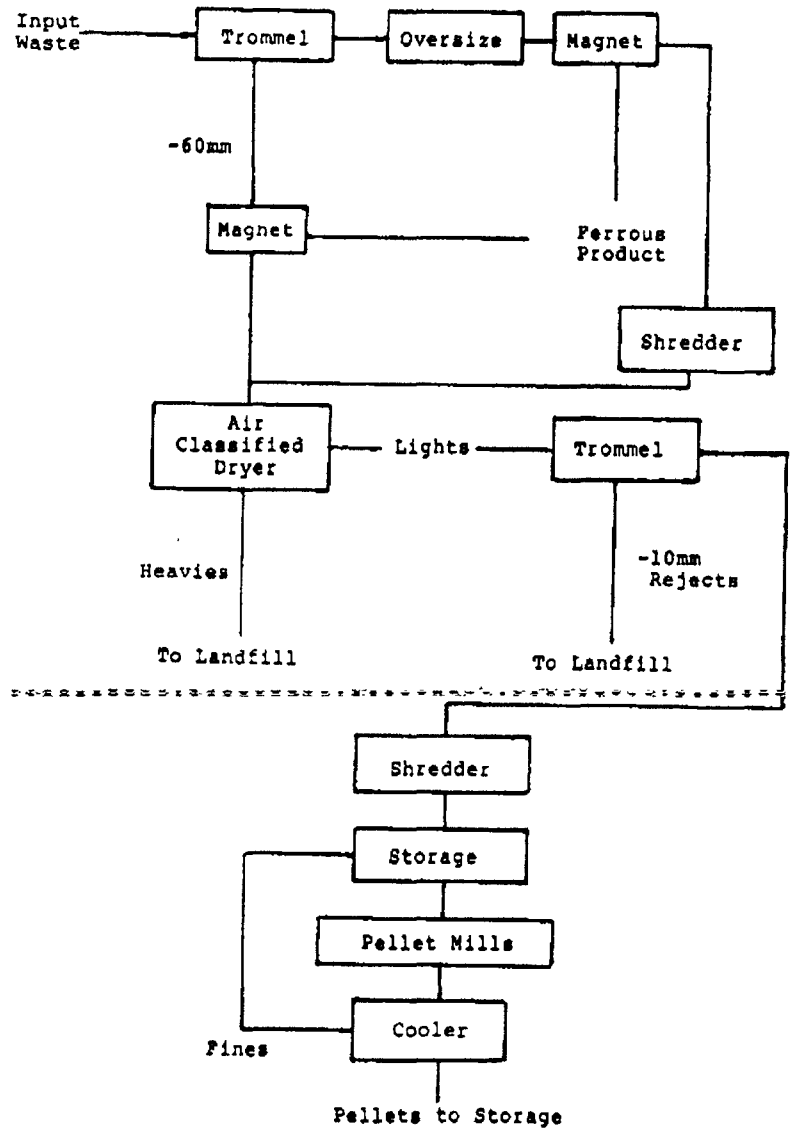 Input
Waste
Trommel
Oversize
Magnet
-60mm
Magnet
Ferrous
Product
Shredder
Air
Classified
Dryer
Lights
Trommel
Heavies
-10mm
Rejects
To Landfill
To Landfill
Shredder
Storage
Pellet Mills
Cooler
Fines
Pellets to Storage